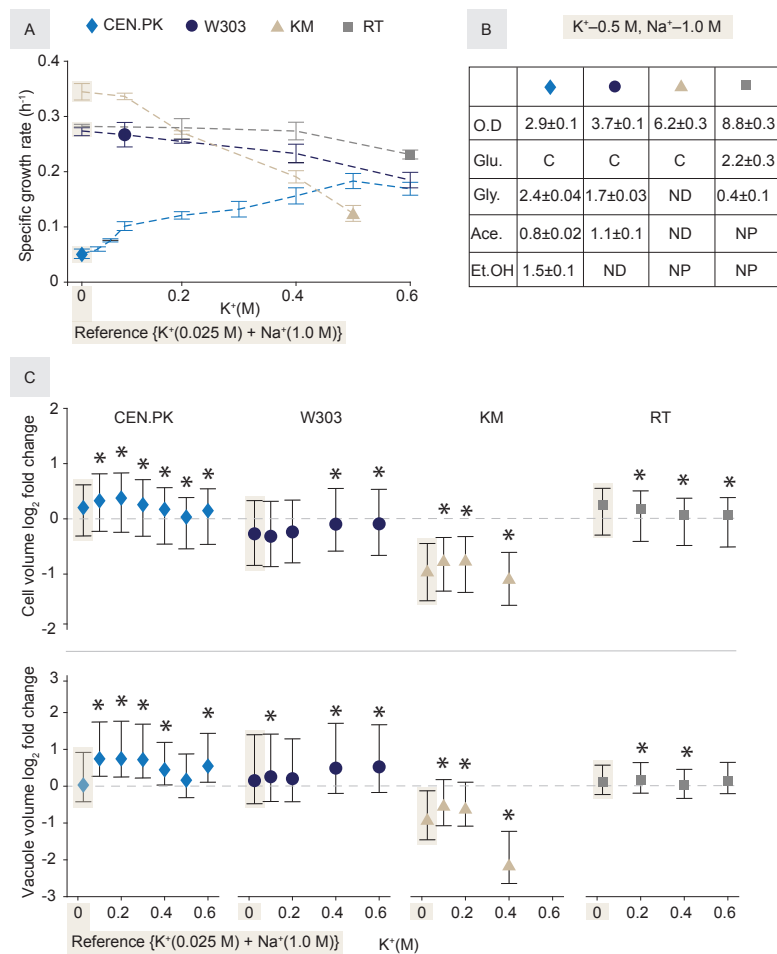 A
CEN.PK W303 KM RT
Specific growth rate (h⁻¹)
0.4
0.3
0.2
0.1
0
0 0.2 0.4 0.6
K⁺(M)
Reference {K⁺(0.025 M) + Na⁺(1.0 M)}
B
K⁺–0.5 M, Na⁺–1.0 M
O.D 2.9±0.1 3.7±0.1 6.2±0.3 8.8±0.3
Glu. C C C 2.2±0.3
Gly. 2.4±0.04 1.7±0.03 ND 0.4±0.1
Ace. 0.8±0.02 1.1±0.1 ND NP
Et.OH 1.5±0.1 ND NP NP
C
CEN.PK W303 KM RT
Cell volume log₂ fold change
2
1
0
-1
-2
* * * * * *
* *
* * *
* * *
Vacuole volume log₂ fold change
3
2
1
0
-1
-2
-3
* * * * *
* * *
* * *
* *
0 0.2 0.4 0.6 0 0.2 0.4 0.6 0 0.2 0.4 0.6 0 0.2 0.4 0.6
Reference {K⁺(0.025 M) + Na⁺(1.0 M)}
K⁺(M)